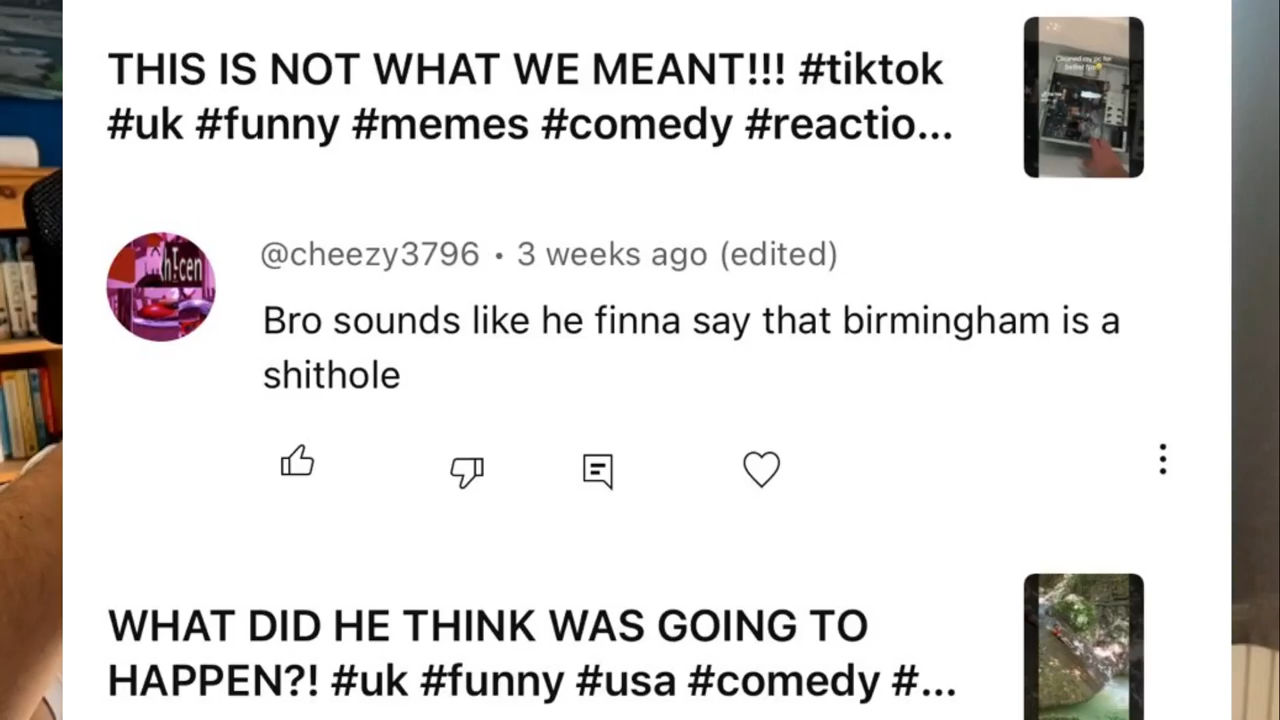 THIS IS NOT WHAT WE MEANT!!! #tiktok
#uk #funny #memes #comedy #reactio...
@cheezy3796 • 3 weeks ago (edited)
Bro sounds like he finna say that birmingham is a
shithole
WHAT DID HE THINK WAS GOING TO
HAPPEN?! #uk #funny #usa #comedy #...